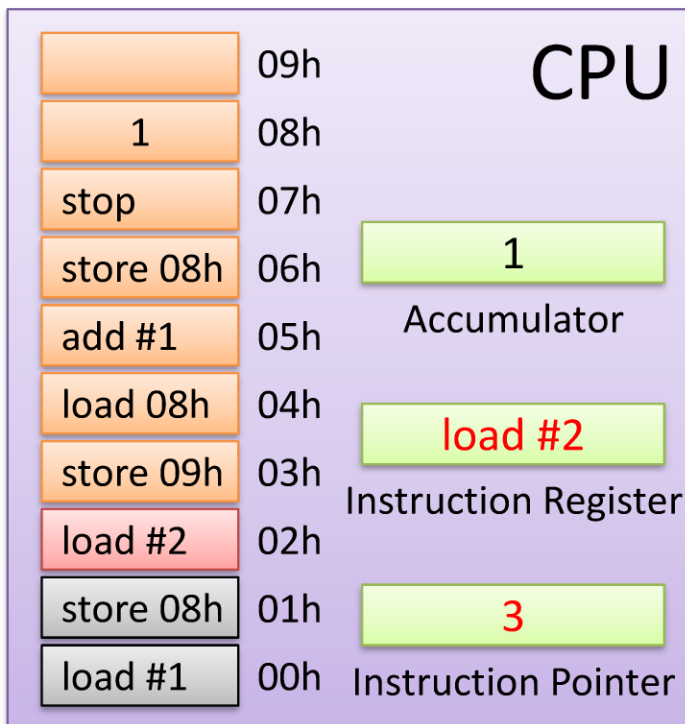 09h
CPU
1 08h
stop 07h
store 08h 06h
1
Accumulator
add #1 05h
load 08h 04h
load #2
Instruction Register
store 09h 03h
load #2 02h
store 08h 01h
3
Instruction Pointer
load #1 00h